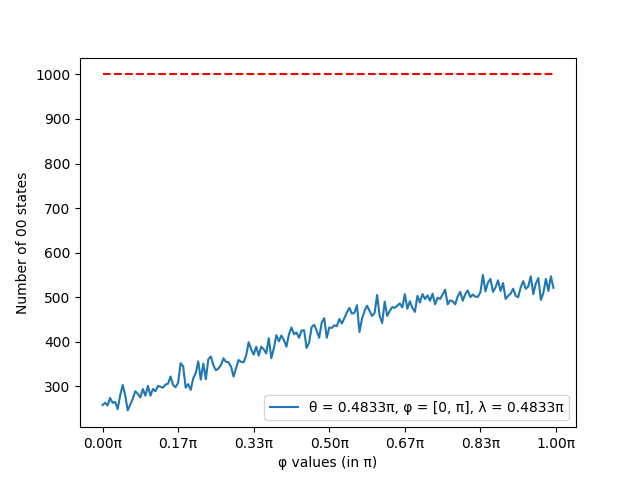 1000
900
800
700
600
500
400
300
Number of 00 states
θ = 0.4833π, φ = [0, π], λ = 0.4833π
0.00π 0.17π 0.33π 0.50π 0.67π 0.83π 1.00π
φ values (in π)